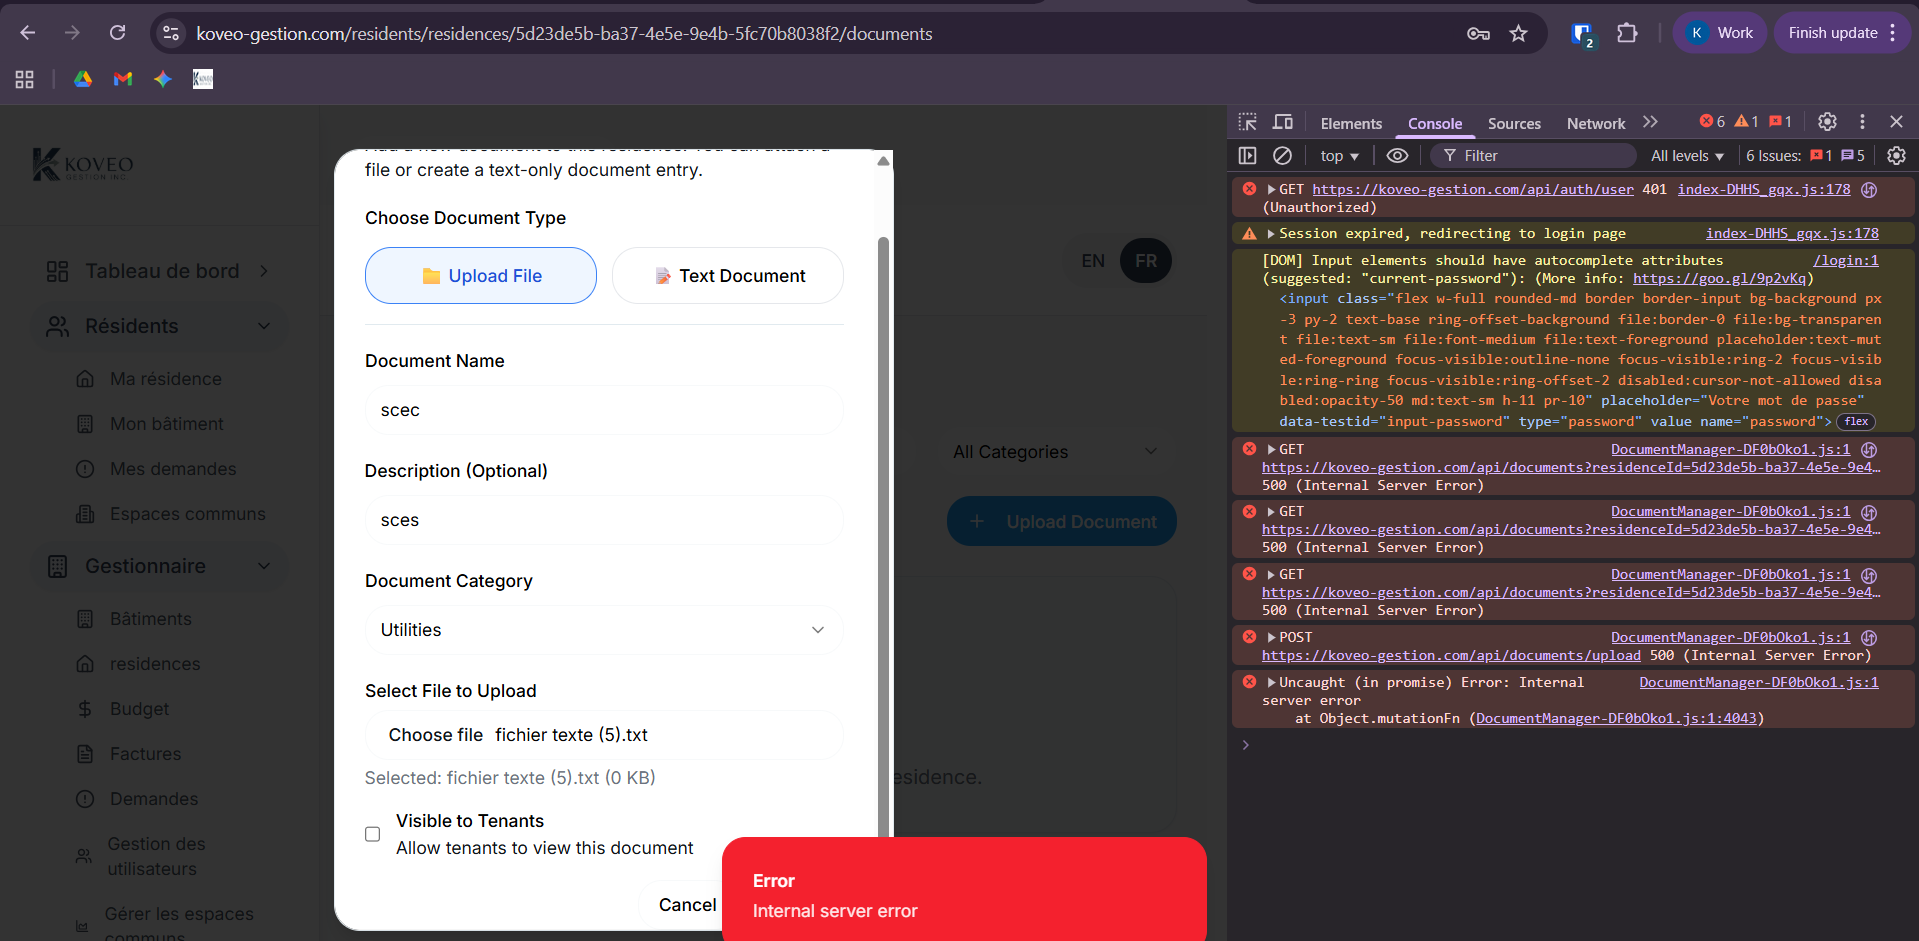 koveo-gestion.com/residents/residences/5d23de5b-ba37-4e5e-9e4b-5fc70b8038f2/documents
2
K Work
Finish update
KOVEO
GESTION INC.
Tableau de bord
Résidents
Ma résidence
Mon bâtiment
Mes demandes
Espaces communs
Gestionnaire
Bâtiments
residences
Budget
Factures
Demandes
Gestion des
utilisateurs
Gérer les espaces
communs
EN FR
All Categories
Upload Document
esidence.
file or create a text-only document entry.
Choose Document Type
Upload File
Text Document
Document Name
scec
Description (Optional)
sces
Document Category
Utilities
Select File to Upload
Choose file fichier texte (5).txt
Selected: fichier texte (5).txt (0 KB)
Visible to Tenants
Allow tenants to view this document
Cancel
Error
Internal server error
Elements Console Sources Network 6 1 1
top Filter All levels 6 Issues: 1 5
GET https://koveo-gestion.com/api/auth/user 401 index-DHHS_gqx.js:178
(Unauthorized)
Session expired, redirecting to login page index-DHHS_gqx.js:178
[DOM] Input elements should have autocomplete attributes /login:1
(suggested: "current-password"): (More info: https://goo.gl/9p2vKq)
<input class="flex w-full rounded-md border border-input bg-background px
-3 py-2 text-base ring-offset-background file:border-0 file:bg-transparen
t file:text-sm file:font-medium file:text-foreground placeholder:text-mut
ed-foreground focus-visible:outline-none focus-visible:ring-2 focus-visib
le:ring-ring focus-visible:ring-offset-2 disabled:cursor-not-allowed disa
bled:opacity-50 md:text-sm h-11 pr-10" placeholder="Votre mot de passe"
data-testid="input-password" type="password" value name="password"> flex
GET DocumentManager-DF0bOko1.js:1
https://koveo-gestion.com/api/documents?residenceId=5d23de5b-ba37-4e5e-9e4…
500 (Internal Server Error)
GET DocumentManager-DF0bOko1.js:1
https://koveo-gestion.com/api/documents?residenceId=5d23de5b-ba37-4e5e-9e4…
500 (Internal Server Error)
GET DocumentManager-DF0bOko1.js:1
https://koveo-gestion.com/api/documents?residenceId=5d23de5b-ba37-4e5e-9e4…
500 (Internal Server Error)
POST DocumentManager-DF0bOko1.js:1
https://koveo-gestion.com/api/documents/upload 500 (Internal Server Error)
Uncaught (in promise) Error: Internal DocumentManager-DF0bOko1.js:1
server error
at Object.mutationFn (DocumentManager-DF0bOko1.js:1:4043)